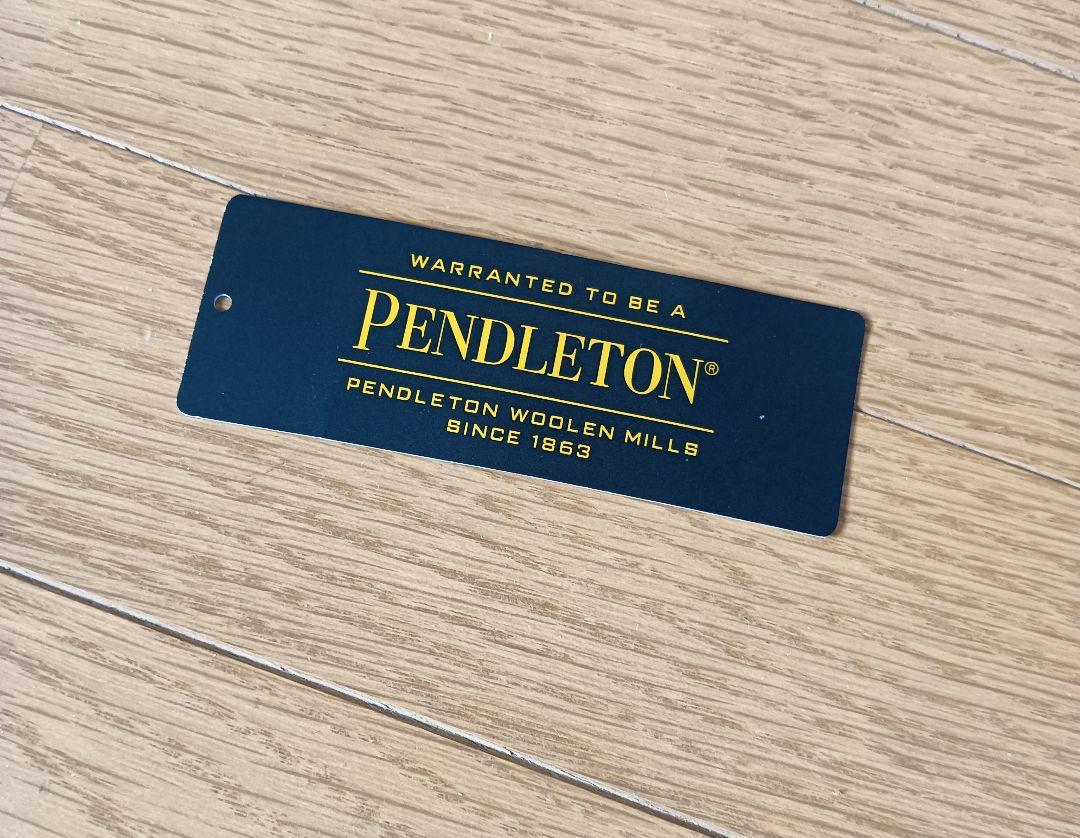 WARRANTED TO BE A
PENDLETON®
PENDLETON WOOLEN MILLS
SINCE 1863